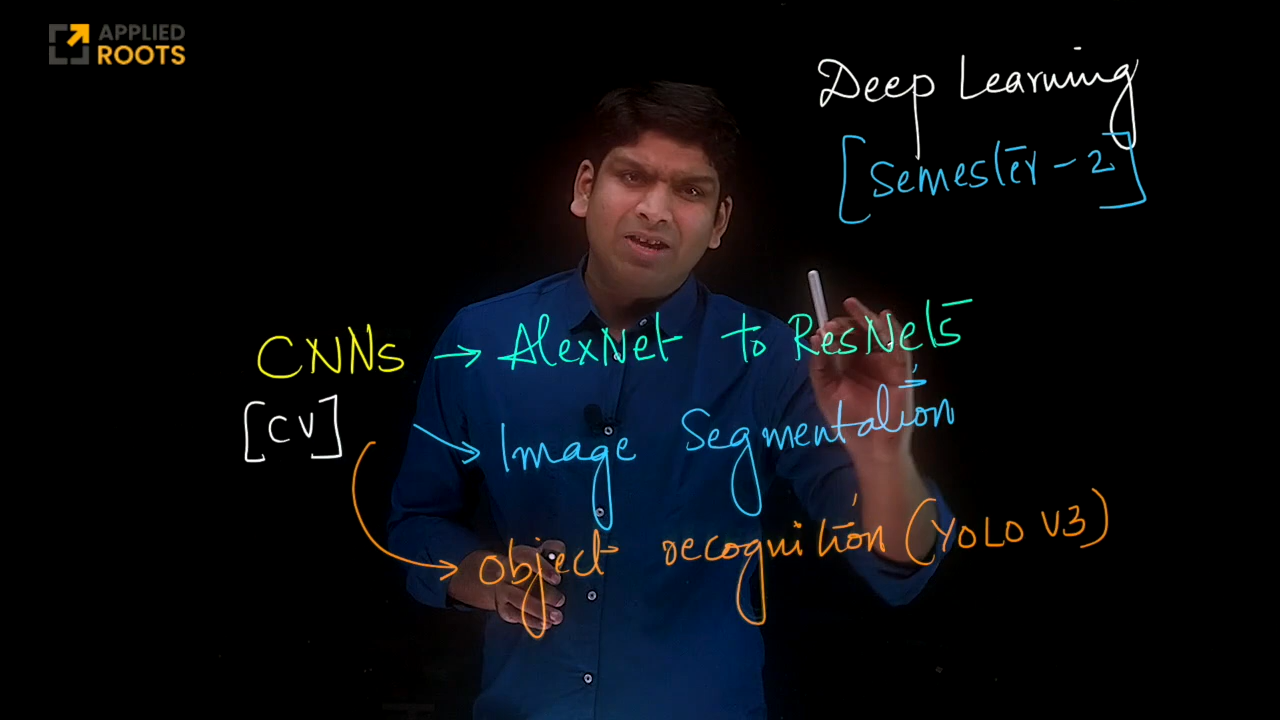 APPLIED
ROOTS
Deep Learning
[Semester - 2]
CNNs → AlexNet to ResNets
[CV] → Image Segmentation
→ Object recognition (YOLO V3)